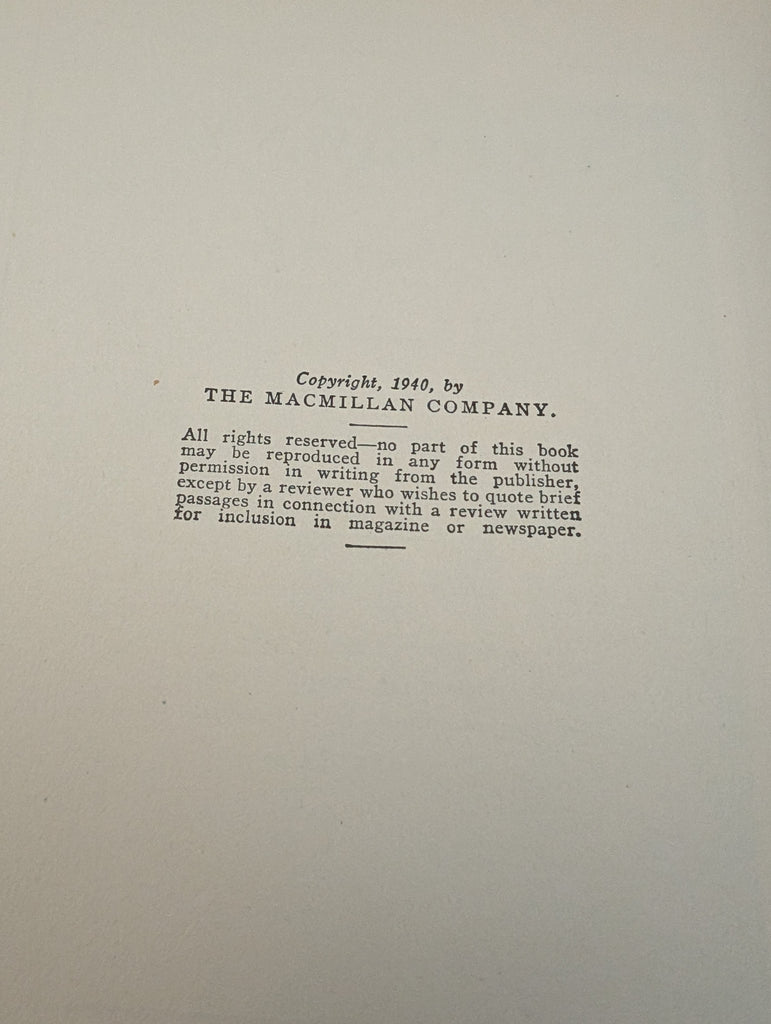 Copyright, 1940, by
THE MACMILLAN COMPANY.
All rights reserved—no part of this book
may be reproduced in any form without
permission in writing from the publisher,
except by a reviewer who wishes to quote brief
passages in connection with a review written
for inclusion in magazine or newspaper.